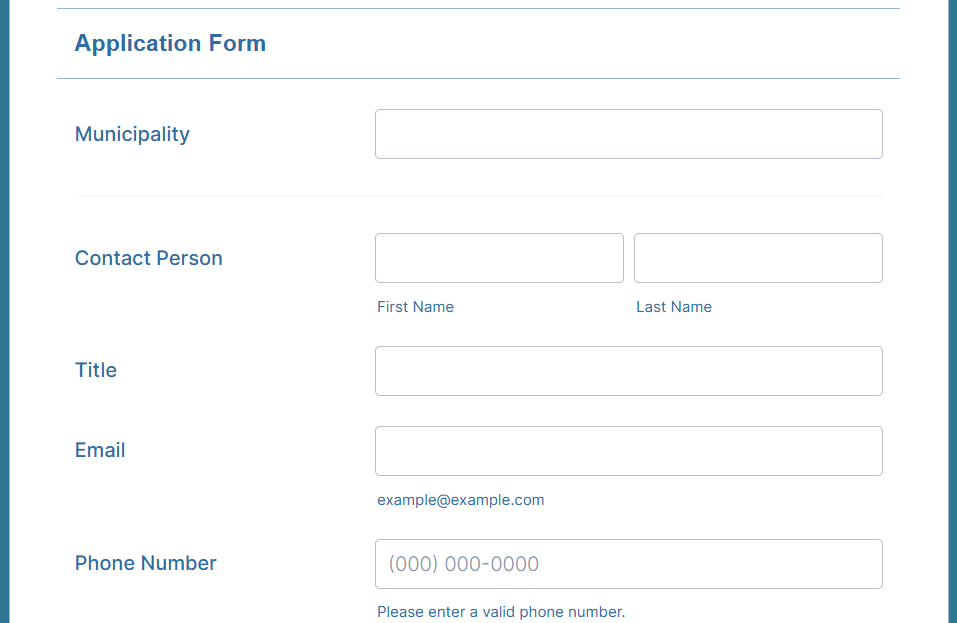 Application Form
Municipality
Contact Person
First Name
Last Name
Title
Email
example@example.com
Phone Number
(000) 000-0000
Please enter a valid phone number.